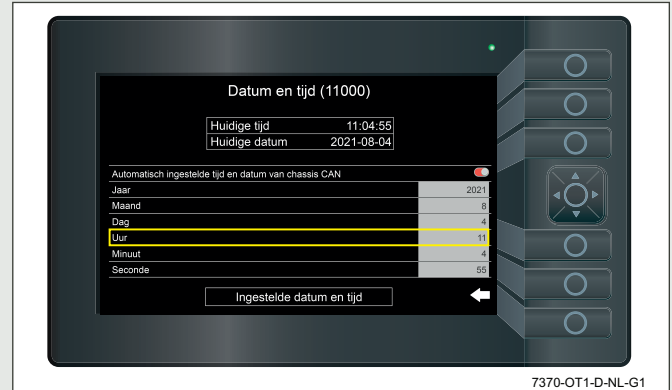 Datum en tijd (11000)
Huidige tijd 11:04:55
Huidige datum 2021-08-04
Automatisch ingestelde tijd en datum van chassis CAN
Jaar 2021
Maand 8
Dag 4
Uur 11
Minuut 4
Seconde 55
Ingestelde datum en tijd
7370-OT1-D-NL-G1